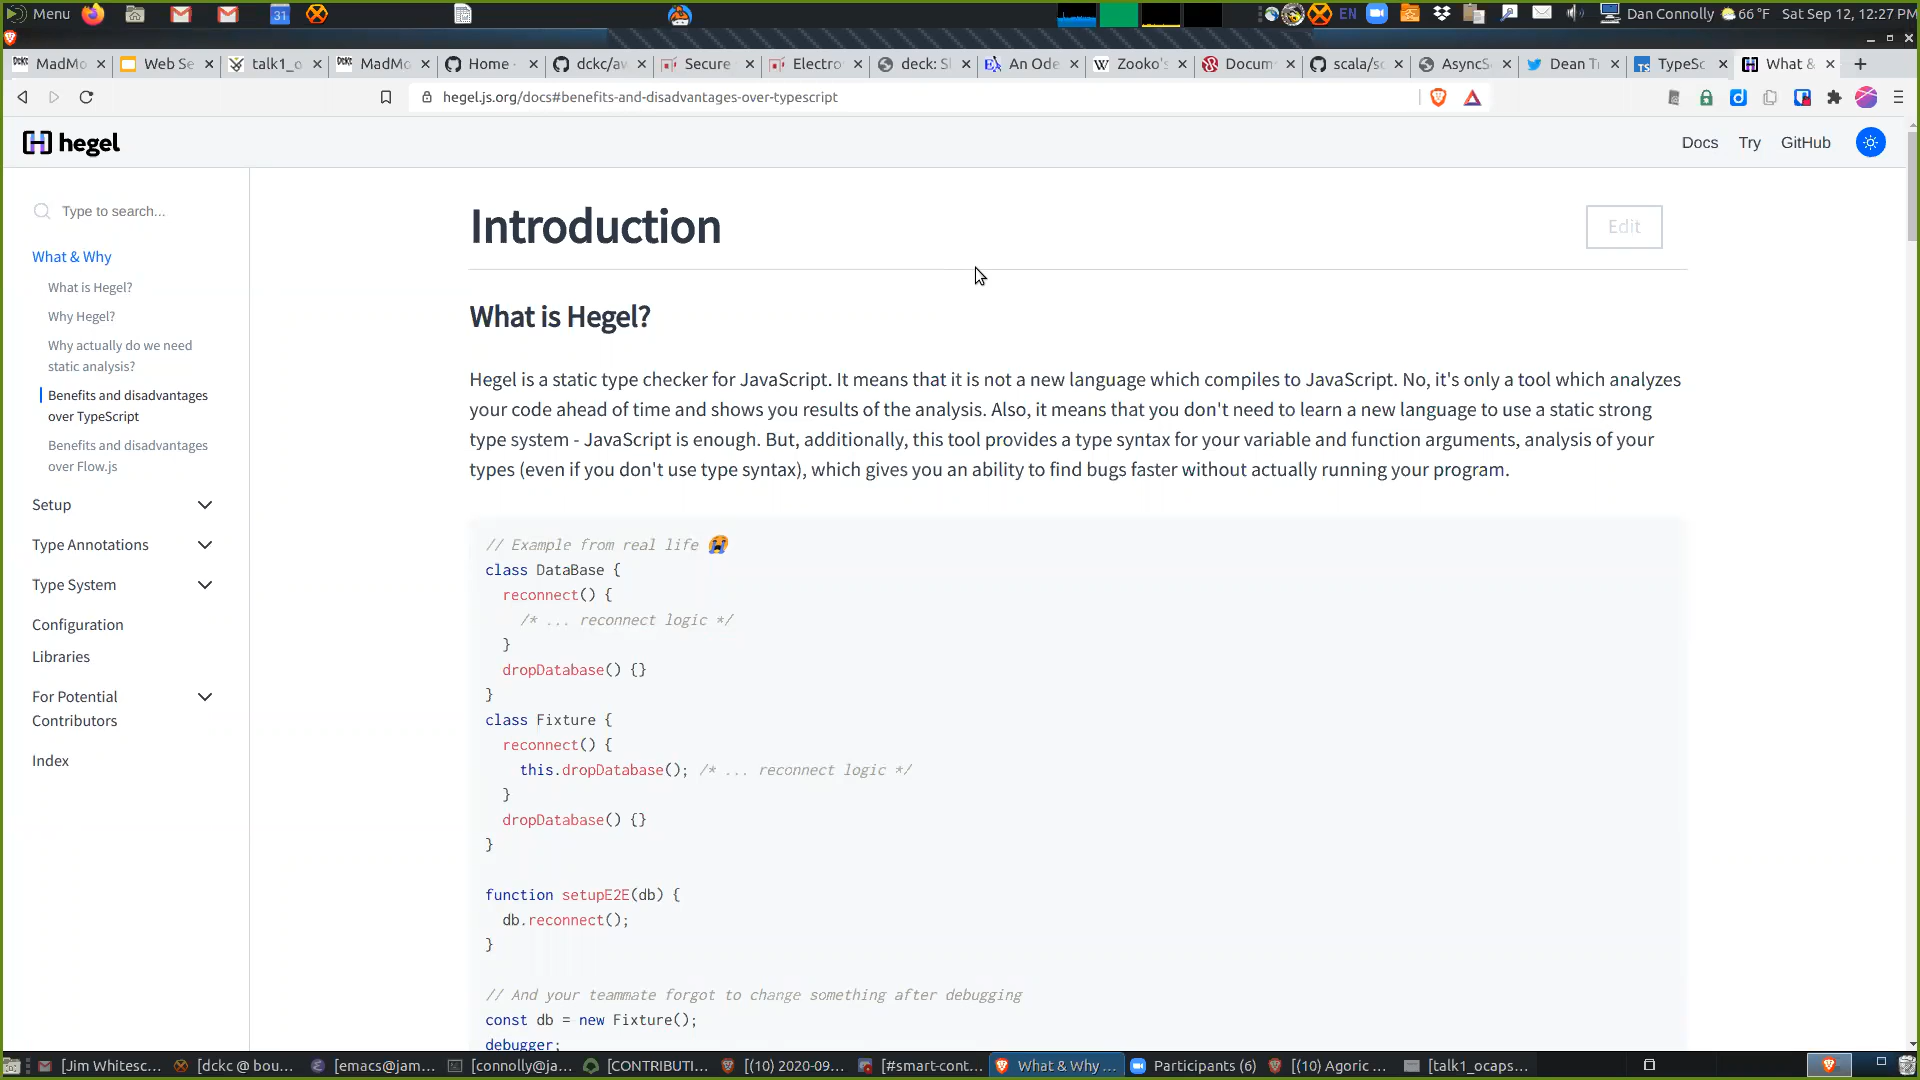 Menu
31
EN
Dan Connolly
66 °F
Sat Sep 12, 12:27 PM
MadMo
Web Se
talk1_o
MadMo
Home -
dckc/aw
Secure
Electro
deck: S
An Ode
Zooko's
Docum
scala/sc
AsyncS
Dean T
TypeSc
What &
hegel.js.org/docs#benefits-and-disadvantages-over-typescript
hegel
Docs
Try
GitHub
Type to search...
What & Why
What is Hegel?
Why Hegel?
Why actually do we need
static analysis?
Benefits and disadvantages
over TypeScript
Benefits and disadvantages
over Flow.js
Setup
Type Annotations
Type System
Configuration
Libraries
For Potential
Contributors
Index
Introduction
Edit
What is Hegel?
Hegel is a static type checker for JavaScript. It means that it is not a new language which compiles to JavaScript. No, it's only a tool which analyzes
your code ahead of time and shows you results of the analysis. Also, it means that you don't need to learn a new language to use a static strong
type system - JavaScript is enough. But, additionally, this tool provides a type syntax for your variable and function arguments, analysis of your
types (even if you don't use type syntax), which gives you an ability to find bugs faster without actually running your program.
// Example from real life 😭
class DataBase {
reconnect() {
/* ... reconnect logic */
}
dropDatabase() {}
}
class Fixture {
reconnect() {
this.dropDatabase(); /* ... reconnect logic */
}
dropDatabase() {}
}
function setupE2E(db) {
db.reconnect();
}
// And your teammate forgot to change something after debugging
const db = new Fixture();
debugger;
[Jim Whitesc...
[dckc @ bou...
[emacs@jam...
[connolly@ja...
[CONTRIBUTI...
[(10) 2020-09...
[#smart-cont...
What & Why ...
Participants (6)
[(10) Agoric ...
[talk1_ocaps...